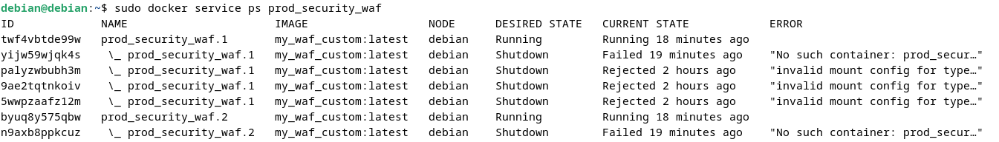 debian@debian:~$ sudo docker service ps prod_security_waf
ID NAME IMAGE NODE DESIRED STATE CURRENT STATE ERROR
twf4vbtde99w prod_security_waf.1 my_waf_custom:latest debian Running Running 18 minutes ago
yijw59wjqk4s \_ prod_security_waf.1 my_waf_custom:latest debian Shutdown Failed 19 minutes ago "No such container: prod_secur…"
palyzwbubh3m \_ prod_security_waf.1 my_waf_custom:latest debian Shutdown Rejected 2 hours ago "invalid mount config for type…"
9ae2tqtnkoiv \_ prod_security_waf.1 my_waf_custom:latest debian Shutdown Rejected 2 hours ago "invalid mount config for type…"
5wwpzaafz12m \_ prod_security_waf.1 my_waf_custom:latest debian Shutdown Rejected 2 hours ago "invalid mount config for type…"
byuq8y575qbw prod_security_waf.2 my_waf_custom:latest debian Running Running 18 minutes ago
n9axb8ppkcuz \_ prod_security_waf.2 my_waf_custom:latest debian Shutdown Failed 19 minutes ago "No such container: prod_secur…"